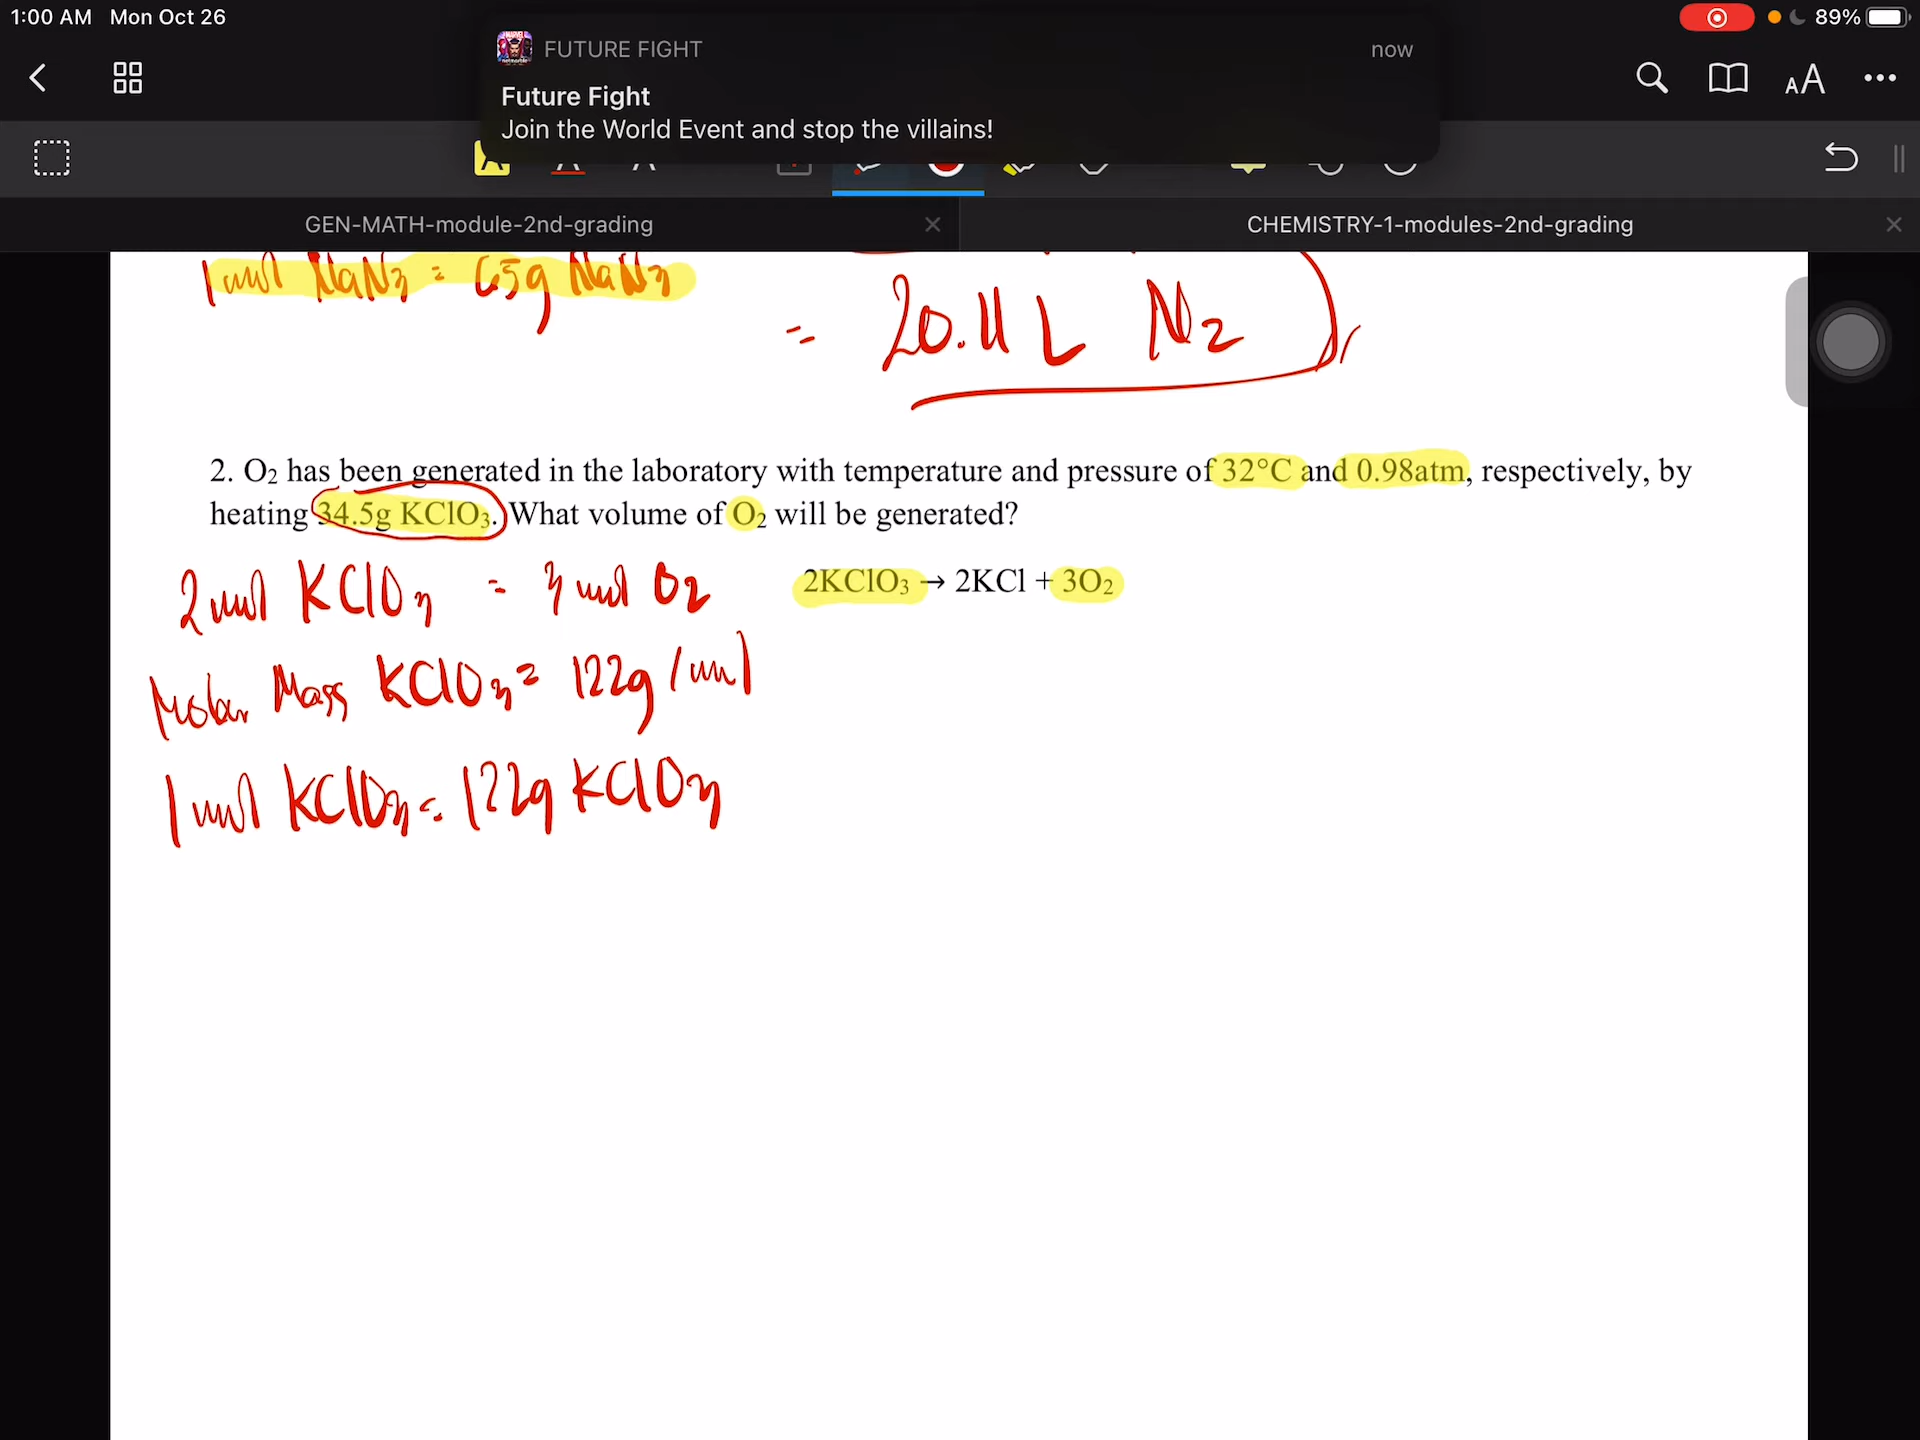 1:00 AM Mon Oct 26
89%
FUTURE FIGHT now
Future Fight
Join the World Event and stop the villains!
AA
GEN-MATH-module-2nd-grading
CHEMISTRY-1-modules-2nd-grading
1 mol NaN3 = 65g NaN3
= 20.11 L N2
2. O2 has been generated in the laboratory with temperature and pressure of 32°C and 0.98atm, respectively, by
heating 34.5g KClO3. What volume of O2 will be generated?
2KClO3 → 2KCl + 3O2
2 mol KClO3 = 3 mol O2
Molar Mass KClO3 = 122g/mol
1 mol KClO3 = 122g KClO3